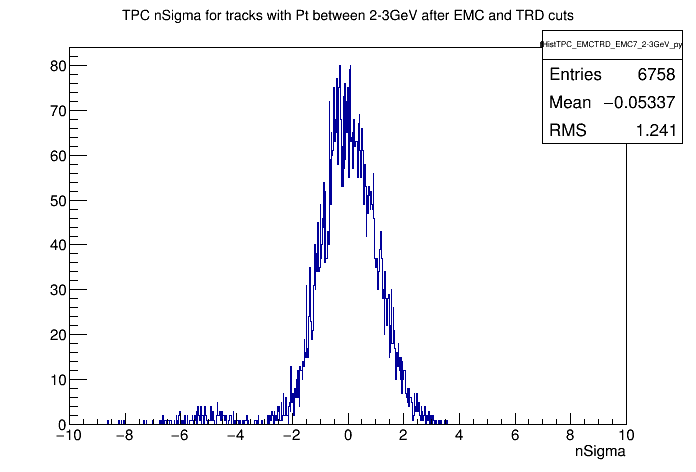 TPC nSigma for tracks with Pt between 2-3GeV after EMC and TRD cuts
HistTPC_EMCTRD_EMC7_2-3GeV_py
Entries 6758
Mean −0.05337
RMS 1.241
80
70
60
50
40
30
20
10
0
−10 −8 −6 −4 −2 0 2 4 6 8 10
nSigma